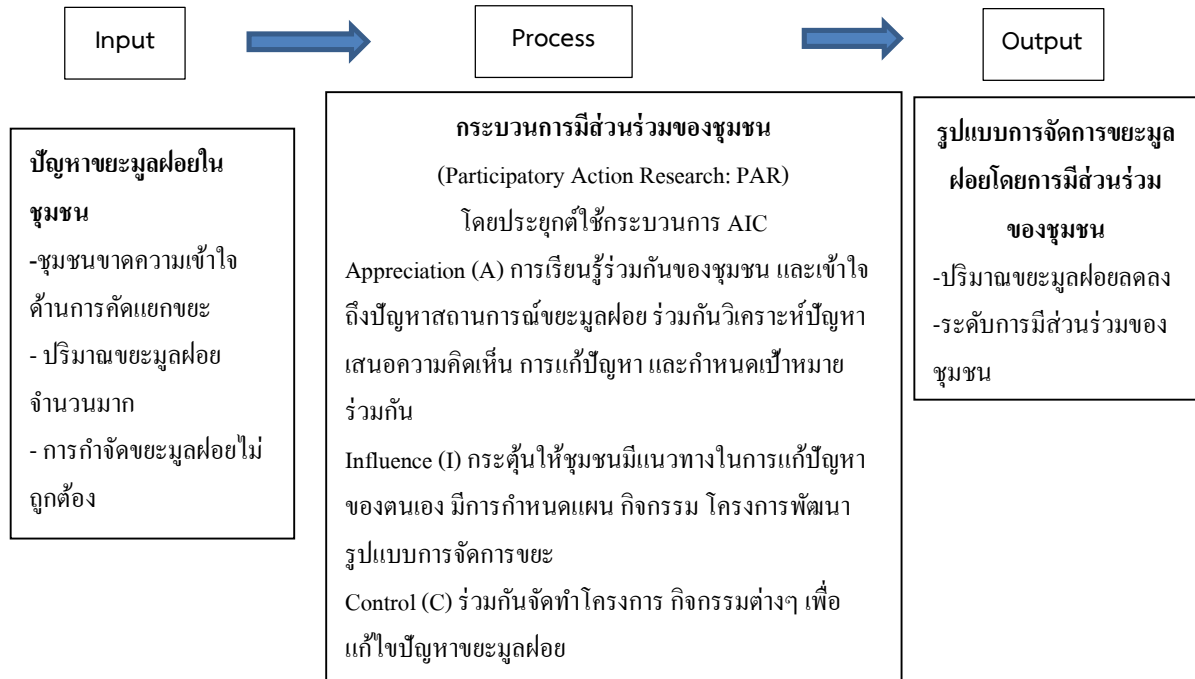 Input
Process
Output
ปัญหาขยะมูลฝอยใน
ชุมชน
-ชุมชนขาดความเข้าใจ
ด้านการคัดแยกขยะ
- ปริมาณขยะมูลฝอย
จำนวนมาก
- การกำจัดขยะมูลฝอยไม่
ถูกต้อง
กระบวนการมีส่วนร่วมของชุมชน
(Participatory Action Research: PAR)
โดยประยุกต์ใช้กระบวนการ AIC
Appreciation (A) การเรียนรู้ร่วมกันของชุมชน และเข้าใจ
ถึงปัญหาสถานการณ์ขยะมูลฝอย ร่วมกันวิเคราะห์ปัญหา
เสนอความคิดเห็น การแก้ปัญหา และกำหนดเป้าหมาย
ร่วมกัน
Influence (I) กระตุ้นให้ชุมชนมีแนวทางในการแก้ปัญหา
ของตนเอง มีการกำหนดแผน กิจกรรม โครงการพัฒนา
รูปแบบการจัดการขยะ
Control (C) ร่วมกันจัดทำโครงการ กิจกรรมต่างๆ เพื่อ
แก้ไขปัญหาขยะมูลฝอย
รูปแบบการจัดการขยะมูล
ฝอยโดยการมีส่วนร่วม
ของชุมชน
-ปริมาณขยะมูลฝอยลดลง
-ระดับการมีส่วนร่วมของ
ชุมชน